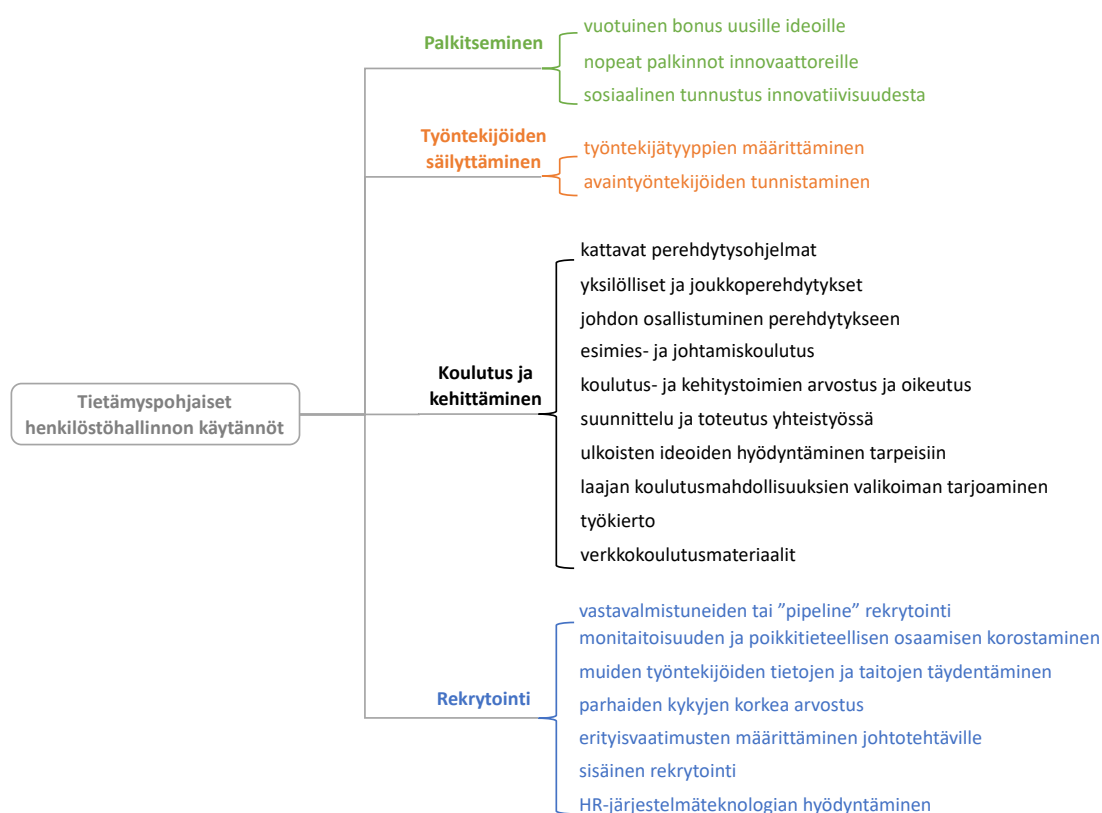 Palkitseminen
vuotuinen bonus uusille ideoille
nopeat palkinnot innovaattoreille
sosiaalinen tunnustus innovatiivisuudesta
Työntekijöiden
säilyttäminen
työntekijätyyppien määrittäminen
avaintyöntekijöiden tunnistaminen
Tietämyspohjaiset
henkilöstöhallinnon käytännöt
Koulutus ja
kehittäminen
kattavat perehdytysohjelmat
yksilölliset ja joukkoperehdytykset
johdon osallistuminen perehdytykseen
esimies- ja johtamiskoulutus
koulutus- ja kehitystoimien arvostus ja oikeutus
suunnittelu ja toteutus yhteistyössä
ulkoisten ideoiden hyödyntäminen tarpeisiin
laajan koulutusmahdollisuuksien valikoiman tarjoaminen
työkierto
verkkokoulutusmateriaalit
Rekrytointi
vastavalmistuneiden tai ”pipeline” rekrytointi
monitaitoisuuden ja poikkitieteellisen osaamisen korostaminen
muiden työntekijöiden tietojen ja taitojen täydentäminen
parhaiden kykyjen korkea arvostus
erityisvaatimusten määrittäminen johtotehtäville
sisäinen rekrytointi
HR-järjestelmäteknologian hyödyntäminen